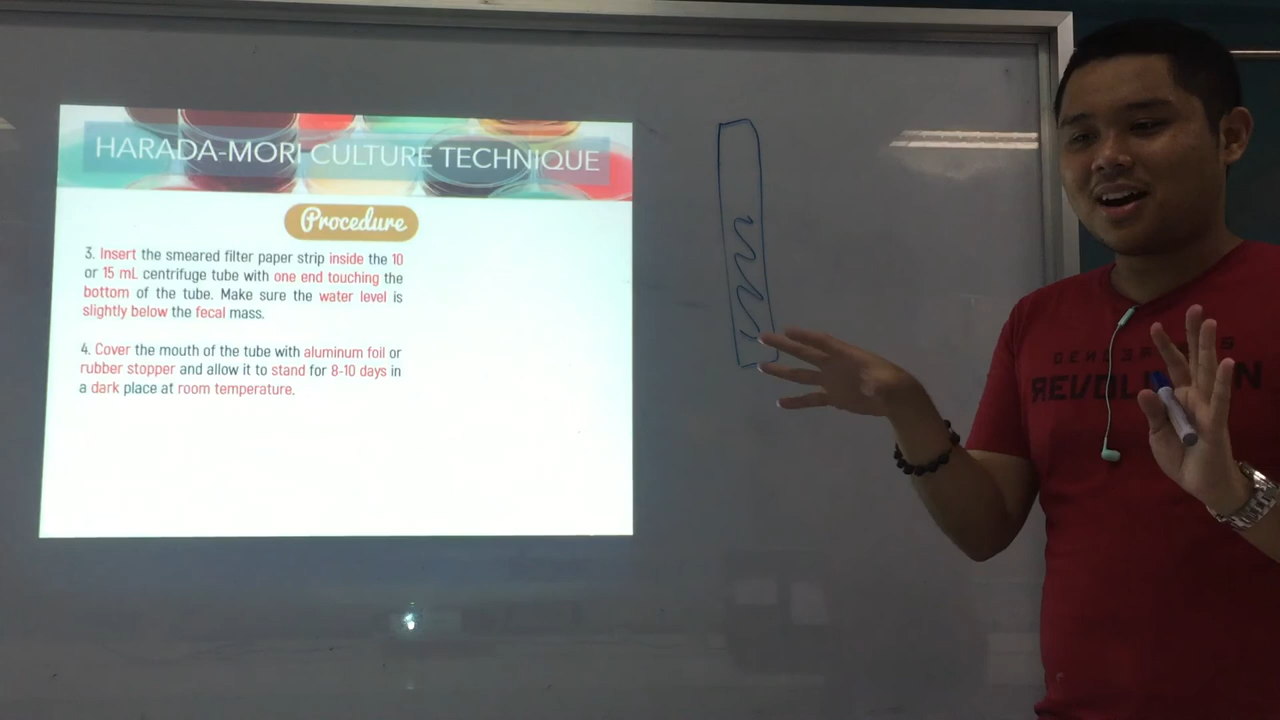 HARADA-MORI CULTURE TECHNIQUE
Procedure
3. Insert the smeared filter paper strip inside the 10
or 15 mL centrifuge tube with one end touching the
bottom of the tube. Make sure the water level is
slightly below the fecal mass.
4. Cover the mouth of the tube with aluminum foil or
rubber stopper and allow it to stand for 8-10 days in
a dark place at room temperature.